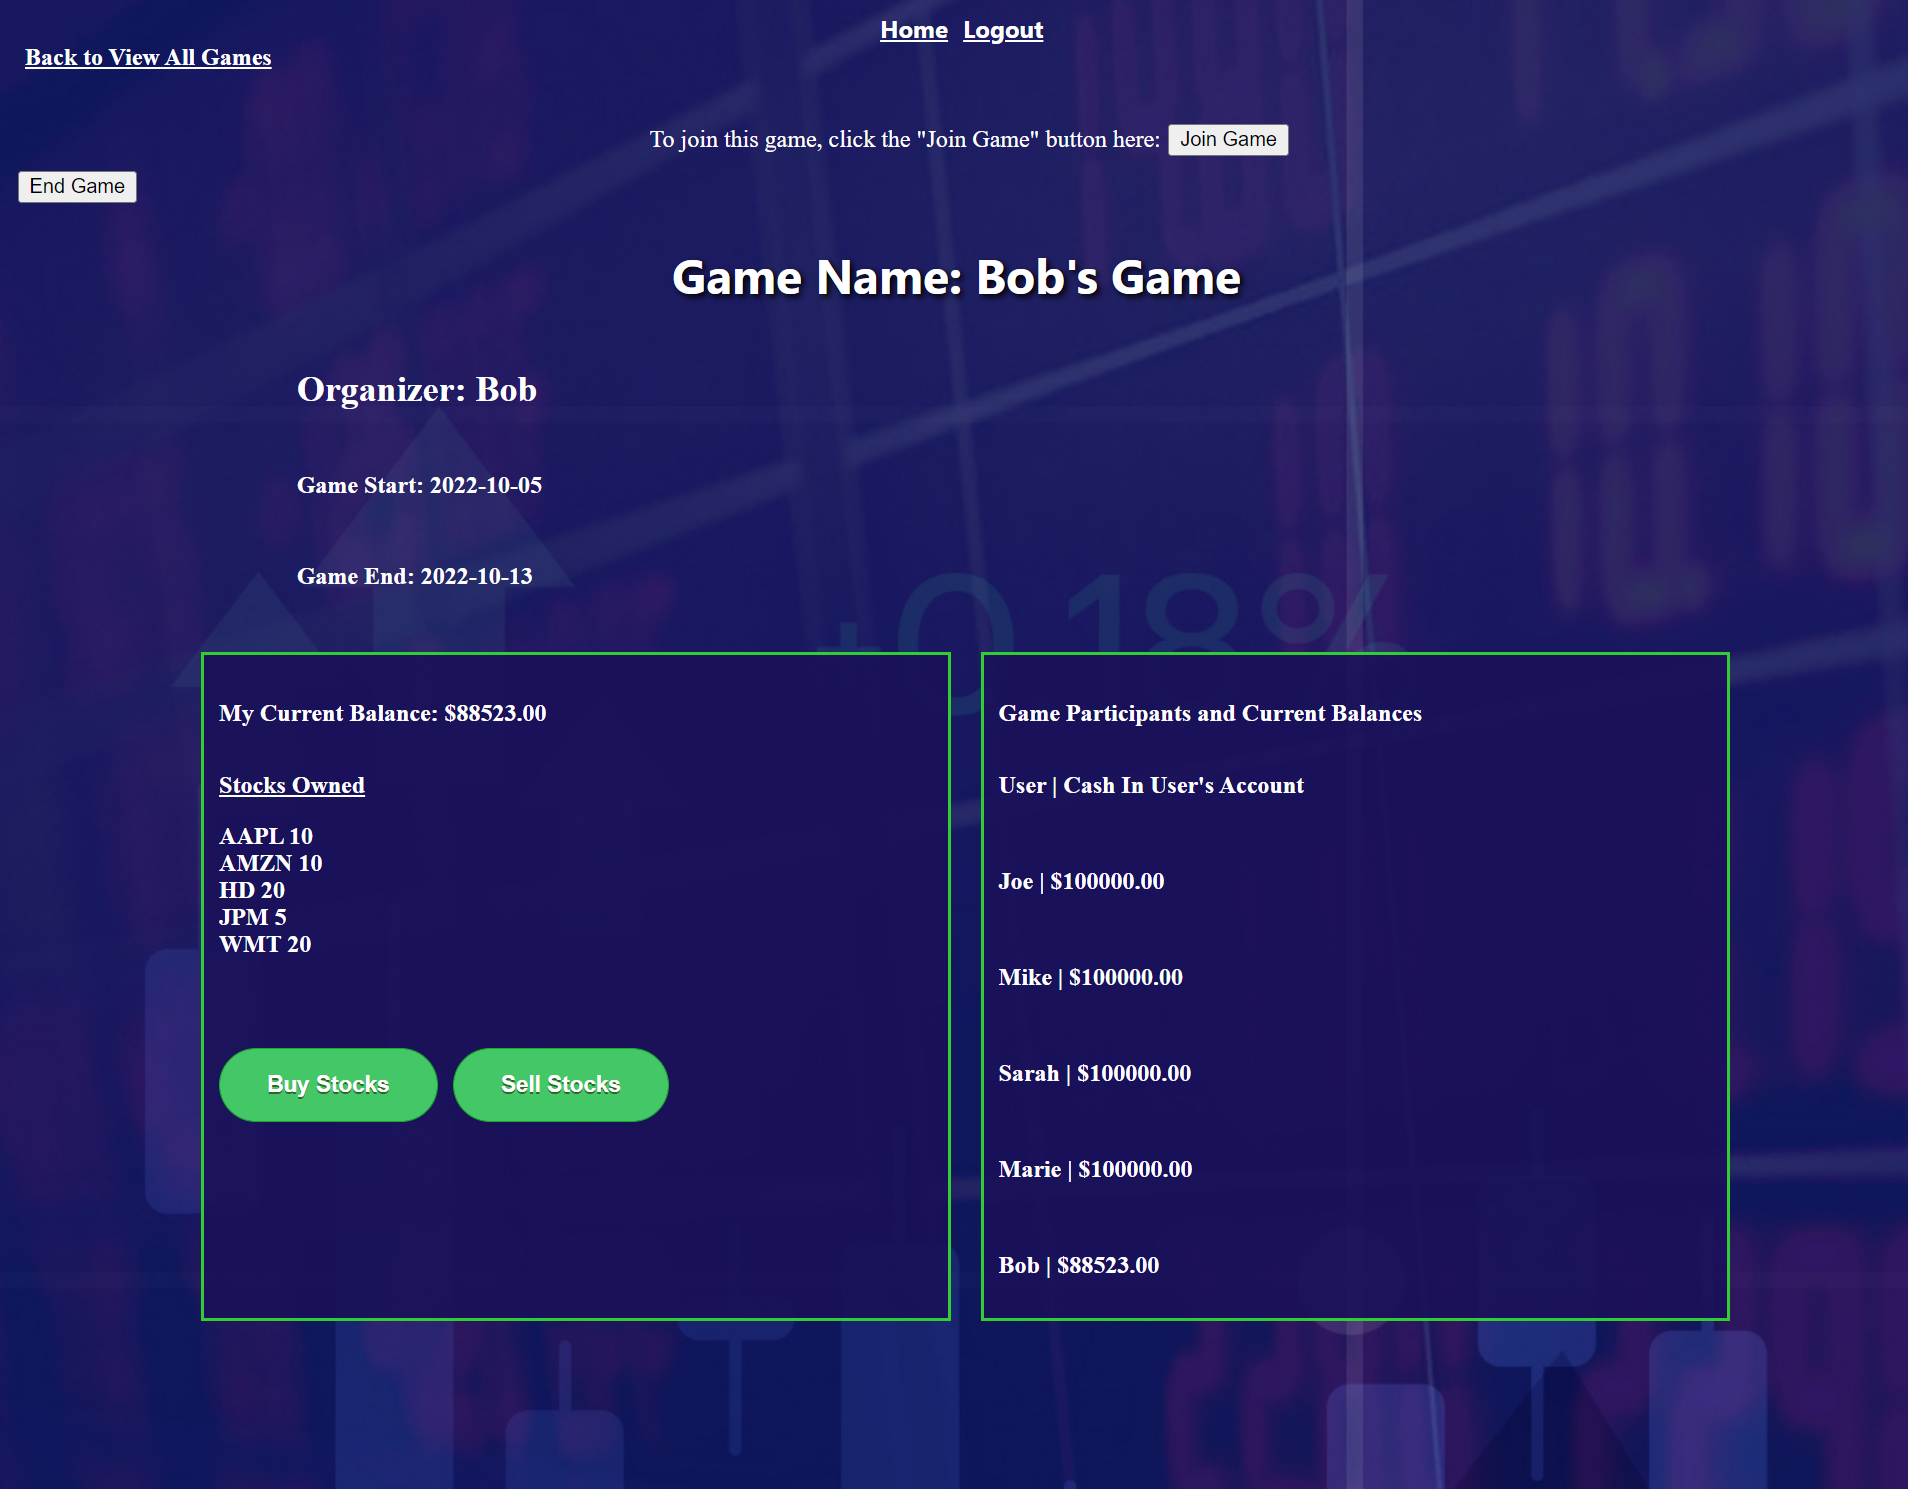 Home Logout
Back to View All Games
To join this game, click the "Join Game" button here: Join Game
End Game
Game Name: Bob's Game
Organizer: Bob
Game Start: 2022-10-05
Game End: 2022-10-13
+0.18%
My Current Balance: $88523.00
Stocks Owned
AAPL 10
AMZN 10
HD 20
JPM 5
WMT 20
Buy Stocks Sell Stocks
Game Participants and Current Balances
User | Cash In User's Account
Joe | $100000.00
Mike | $100000.00
Sarah | $100000.00
Marie | $100000.00
Bob | $88523.00